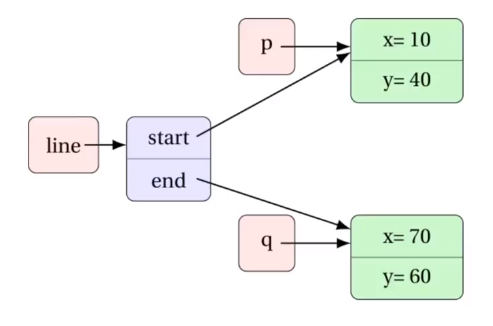 p
x= 10
y= 40
line
start
end
q
x= 70
y= 60